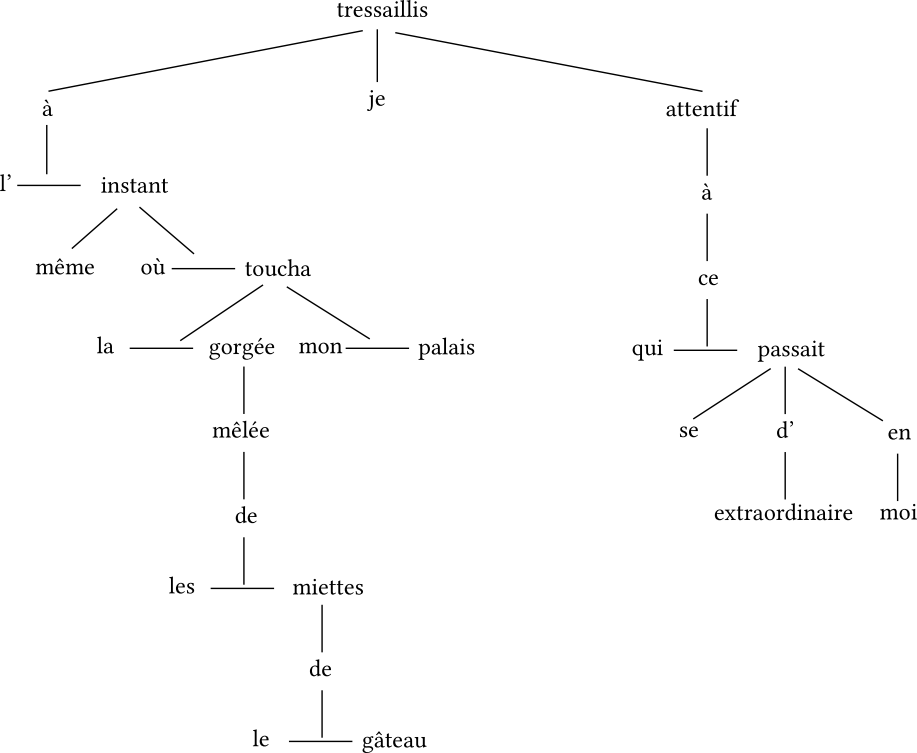 tressaillis
à je attentif
l' instant à
même où toucha ce
la gorgée mon palais qui passait
mêlée se d' en
de extraordinaire moi
les miettes
de
le gâteau